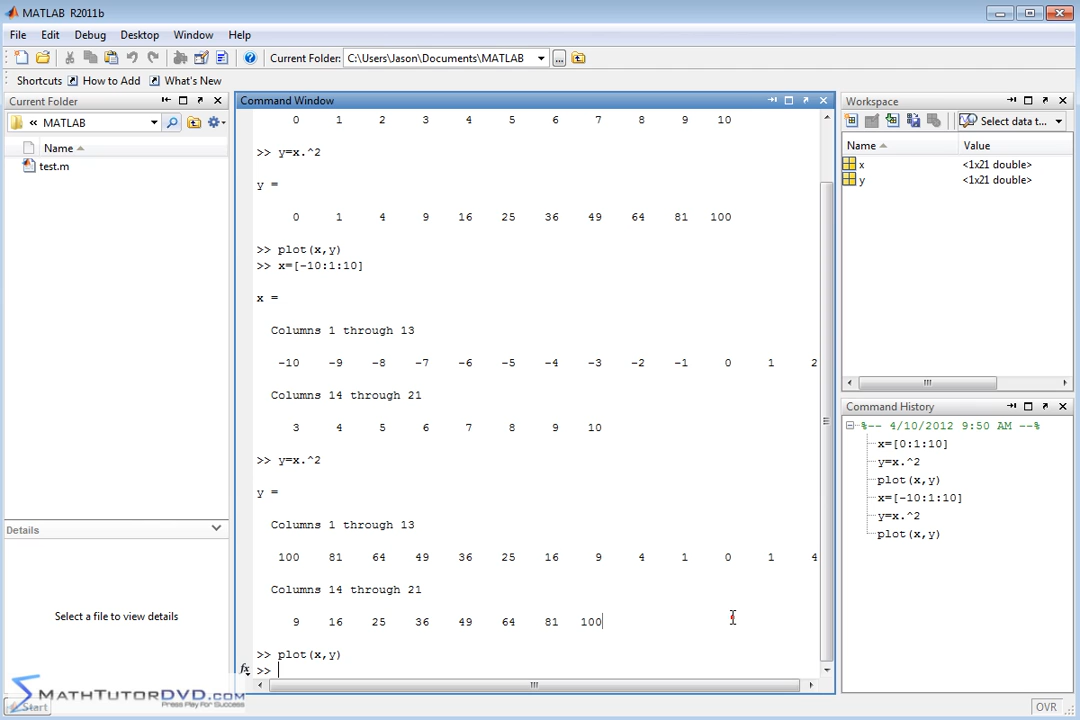 MATLAB R2011b
File Edit Debug Desktop Window Help
Current Folder: C:\Users\Jason\Documents\MATLAB ...
Shortcuts How to Add What's New
Current Folder
« MATLAB
Name
test.m
Details
Select a file to view details
Command Window
0 1 2 3 4 5 6 7 8 9 10
>> y=x.^2
y =
0 1 4 9 16 25 36 49 64 81 100
>> plot(x,y)
>> x=[-10:1:10]
x =
Columns 1 through 13
-10 -9 -8 -7 -6 -5 -4 -3 -2 -1 0 1 2
Columns 14 through 21
3 4 5 6 7 8 9 10
>> y=x.^2
y =
Columns 1 through 13
100 81 64 49 36 25 16 9 4 1 0 1 4
Columns 14 through 21
9 16 25 36 49 64 81 100
>> plot(x,y)
fx >>
Workspace
Select data t...
Name Value
x <1x21 double>
y <1x21 double>
Command History
%-- 4/10/2012 9:50 AM --%
x=[0:1:10]
y=x.^2
plot(x,y)
x=[-10:1:10]
y=x.^2
plot(x,y)
MATHTUTORDVD.COM
Press Play For Success
Start
OVR